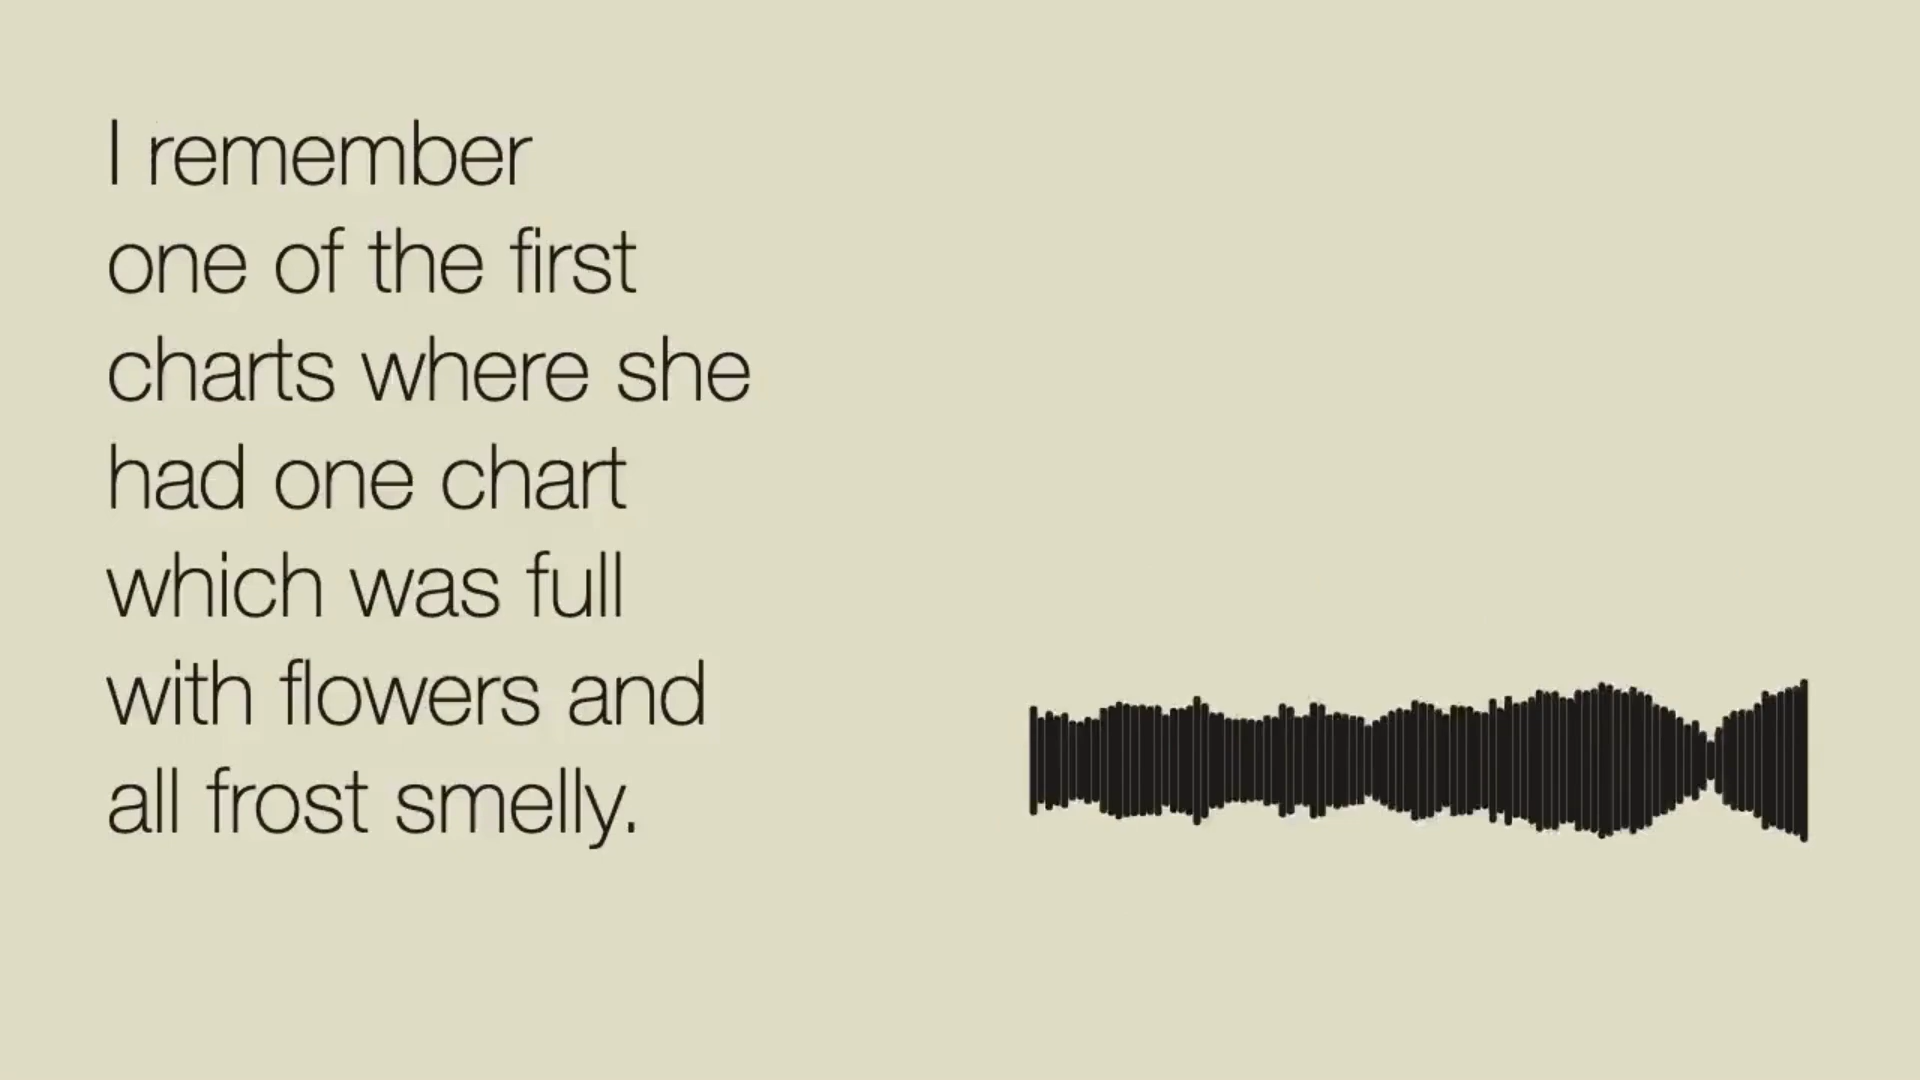 I remember
one of the first
charts where she
had one chart
which was full
with flowers and
all frost smelly.